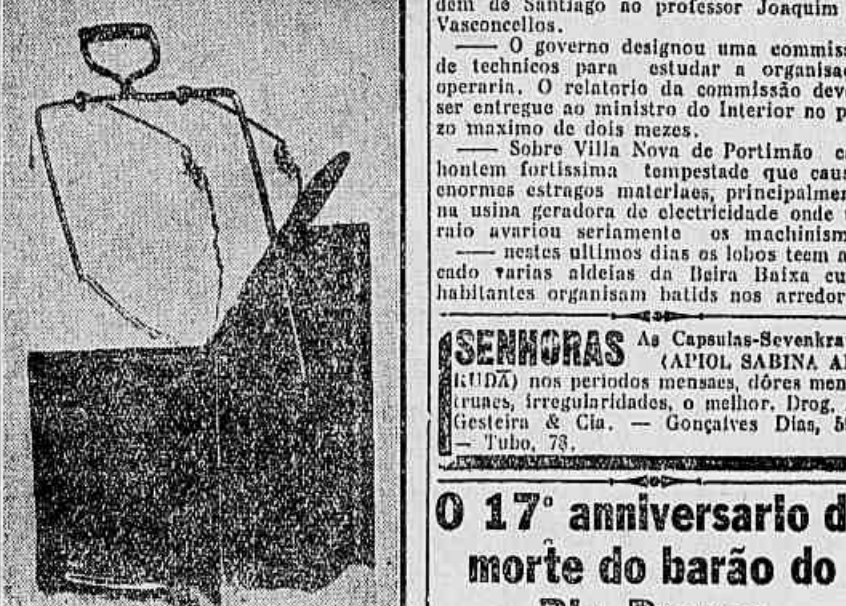 dem de Santiago ao professor Joaquim
Vasconcellos.
— O governo designou uma commiss
de technicos para estudar a organisaç
operaria. O relatorio da commissão deve
ser entregue ao ministro do Interior no p
zo maximo de dois mezes.
— Sobre Villa Nova de Portimão c
hontem fortissima tempestade que caus
enormes estragos materiaes, principalmen
na usina geradora de electricidade onde
raio avariou seriamente os machinism
— nestes ultimos dias os lobos teem a
cado varias aldeias da Beira Baixa cu
habitantes organisam batids nos arredor
SENHORAS As Capsulas-Sevenkra
(APIOL SABINA A
RUDA) nos periodos mensaes, dôres men
truaes, irregularidades, o melhor. Drog.
Gesteira & Cia. — Gonçalves Dias, 5
— Tubo, 73.
O 17º anniversario d
morte do barão do